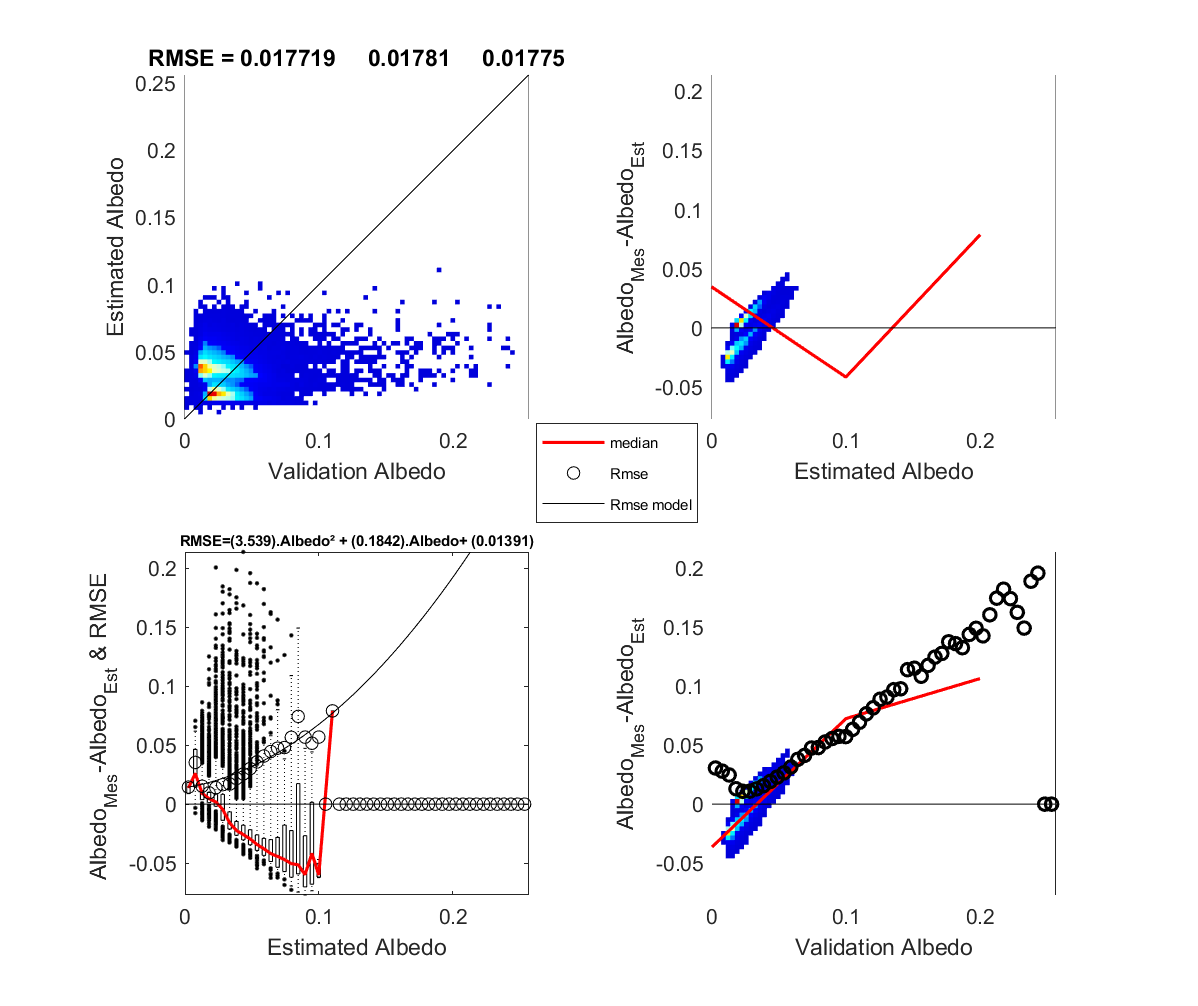 RMSE = 0.017719 0.01781 0.01775
0.25
0.2
0.15
0.1
0.05
0
Estimated Albedo
0 0.1 0.2
Validation Albedo
0.2
0.15
0.1
0.05
0
-0.05
Albedo_Mes-Albedo_Est
0 0.1 0.2
Estimated Albedo
median
Rmse
Rmse model
RMSE=(3.539).Albedo² + (0.1842).Albedo+ (0.01391)
0.2
0.15
0.1
0.05
0
-0.05
Albedo_Mes-Albedo_Est & RMSE
0 0.1 0.2
Estimated Albedo
0.2
0.15
0.1
0.05
0
-0.05
Albedo_Mes-Albedo_Est
0 0.1 0.2
Validation Albedo